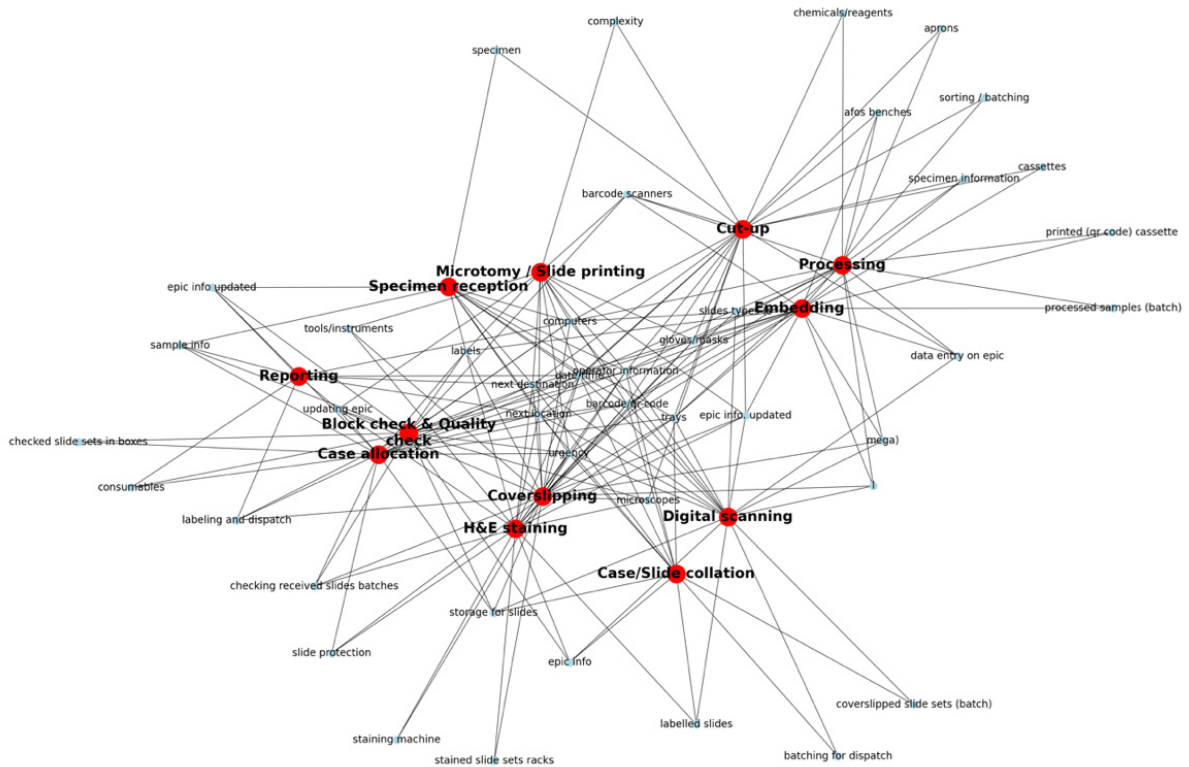 chemicals/reagents
complexity
aprons
specimen
sorting / batching
afos benches
cassettes
specimen information
barcode scanners
Cut-up
printed (qr code) cassette
Processing
Microtomy / Slide printing
Specimen reception
epic info updated
Embedding
processed samples (batch)
slides types
computers
tools/instruments
gloves/masks
sample info
labels
data entry on epic
operator information
date/time
Reporting
next destination
barcode/qr code
updating epic
next location
trays
epic info. updated
Block check & Quality
check
checked slide sets in boxes
mega)
Case allocation
urgency
consumables
1
Coverslipping
microscopes
labeling and dispatch
Digital scanning
H&E staining
Case/Slide collation
checking received slides batches
storage for slides
slide protection
epic info
coverslipped slide sets (batch)
labelled slides
staining machine
batching for dispatch
stained slide sets racks